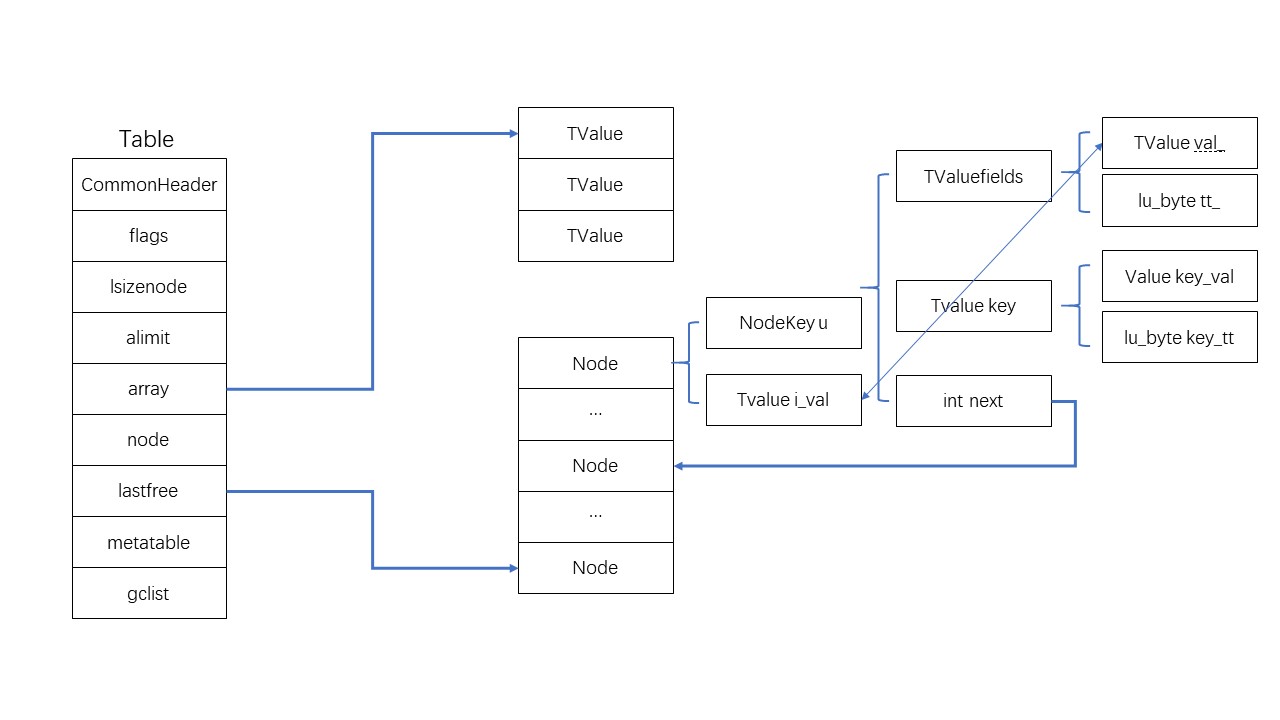 Table
CommonHeader
flags
lsizenode
alimit
array
node
lastfree
metatable
gclist
TValue
TValue
TValue
Node
...
Node
...
Node
NodeKey u
Tvalue i_val
TValuefields
Tvalue key
int next
TValue val_
lu_byte tt_
Value key_val
lu_byte key_tt